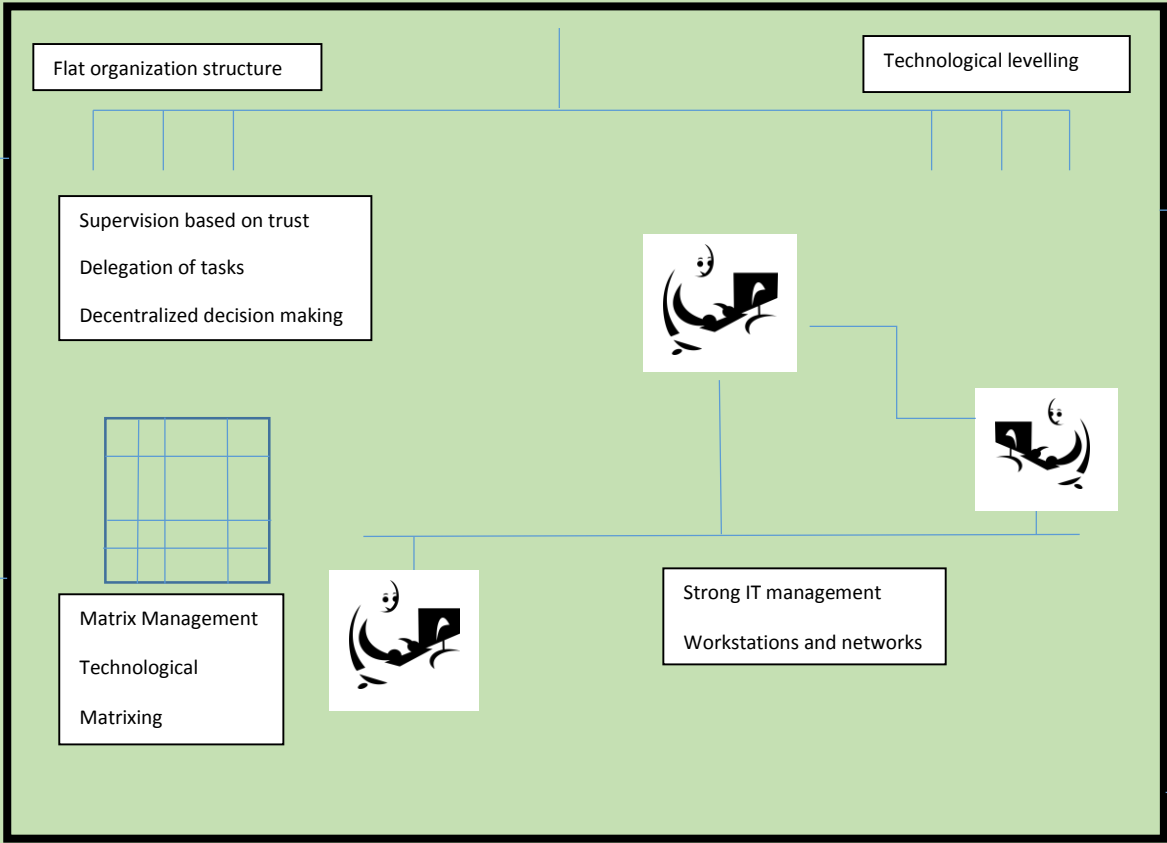 Flat organization structure
Technological levelling
Supervision based on trust
Delegation of tasks
Decentralized decision making
Strong IT management
Workstations and networks
Matrix Management
Technological
Matrixing